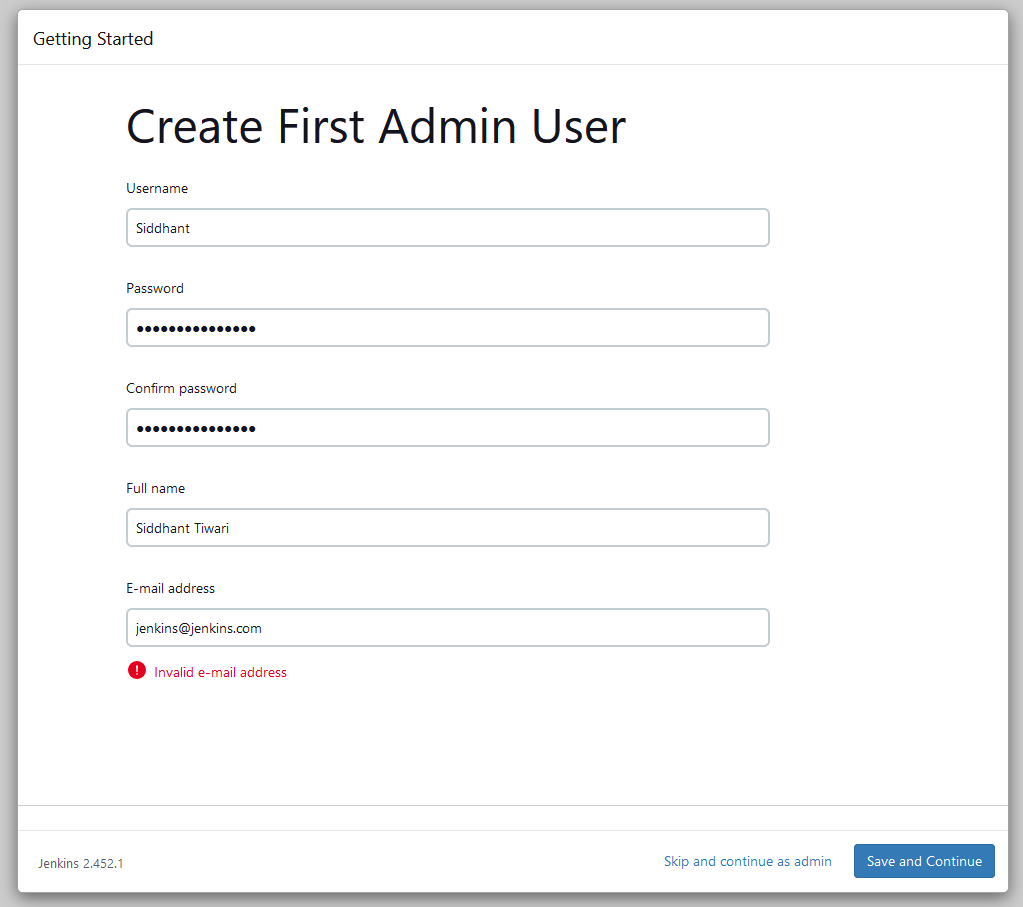 Getting Started
Create First Admin User
Username
Siddhant
Password
•••••••••••••••
Confirm password
•••••••••••••••
Full name
Siddhant Tiwari
E-mail address
jenkins@jenkins.com
! Invalid e-mail address
Jenkins 2.452.1 Skip and continue as admin Save and Continue